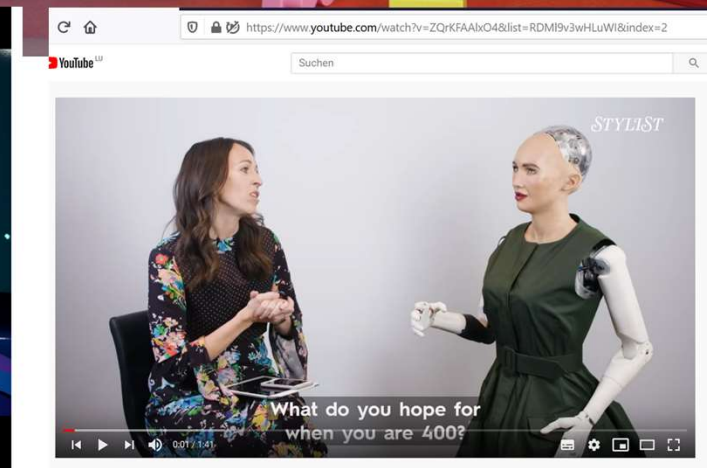 https://www.youtube.com/watch?v=ZQrKFAAlxO4&list=RDMl9v3wHLuWI&index=2
YouTube LU
Suchen
STYLIST
What do you hope for
when you are 400?
0:01 / 1:41